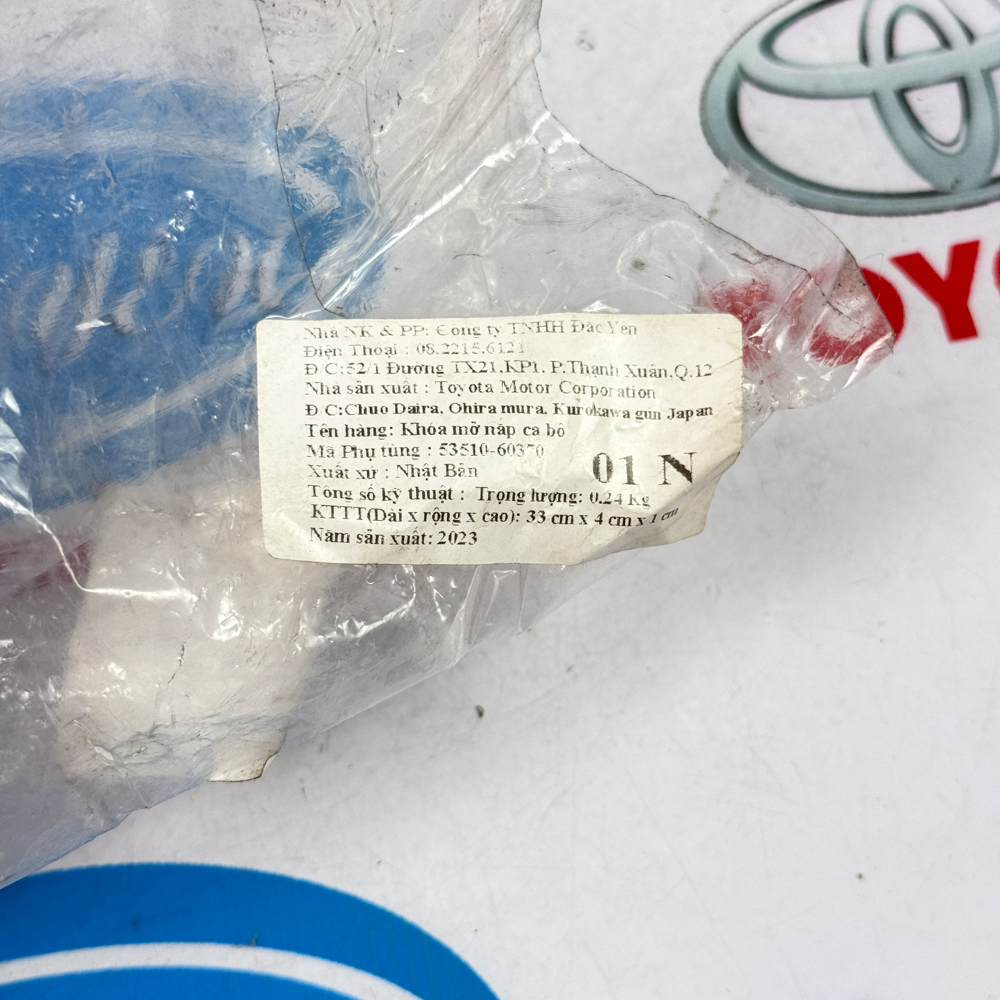 TOYO
Nhà NK & PP: Công ty TNHH Đắc Yên
Điện Thoại : 08.2215.6121
Đ/C:52/1 Đường TX21,KP1, P.Thạnh Xuân,Q.12
Nhà sản xuất : Toyota Motor Corporation
Đ/C:Chuo Daira, Ohira mura, Kurokawa gun Japan
Tên hàng: Khóa mở nắp ca bô
Mã Phụ tùng : 53510-60370
Xuất xứ : Nhật Bản
01 N
Tông số kỹ thuật : Trọng lượng: 0.24 Kg
KTTT(Dài x rộng x cao): 33 cm x 4 cm x 1 cm
Năm sản xuất: 2023